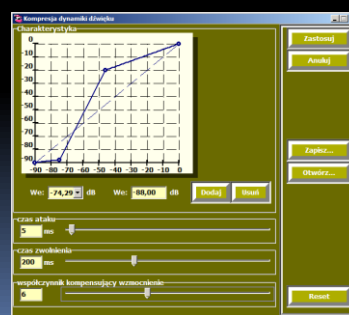 Kompresja dynamiki dźwięku
Charakterystyka
0
-10
-20
-30
-40
-50
-60
-70
-80
-90
-90 -80 -70 -60 -50 -40 -30 -20 -10 0
We: -74,29 dB We: -88,00 dB Dodaj Usuń
czas ataku
5 ms
czas zwolnienia
200 ms
współczynnik kompensujący wzmocnienie
6
Zastosuj
Anuluj
Zapisz...
Otwórz...
Reset